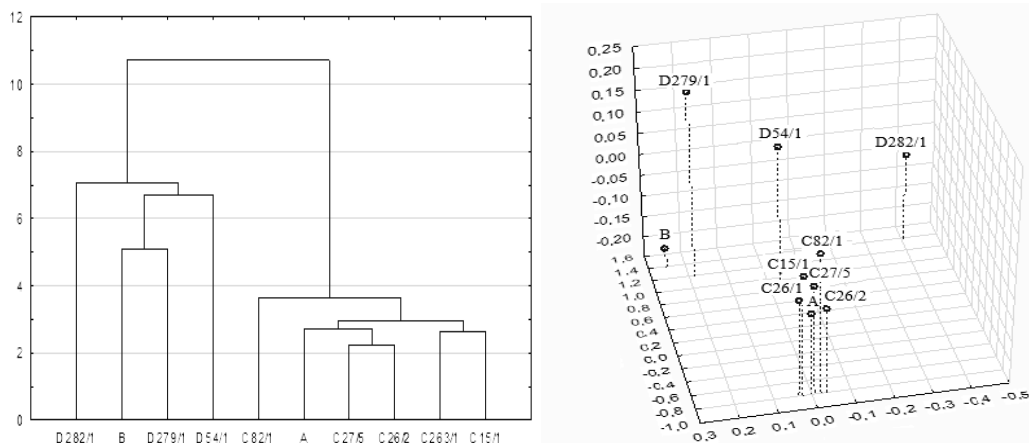 12
10
8
6
4
2
0
D282/1 B D279/1 D54/1 C82/1 A C27/5 C26/2 C263/1 C15/1
0,25
0,20
0,15
0,10
0,05
0,00
-0,05
-0,10
-0,15
-0,20
1,6
1,4
1,2
1,0
0,8
0,6
0,4
0,2
0,0
-0,2
-0,4
-0,6
-0,8
-1,0
0,3 0,2 0,1 0,0 -0,1 -0,2 -0,3 -0,4 -0,5
D279/1
D54/1
D282/1
B
C82/1
C15/1
C27/5
C26/1
A
C26/2